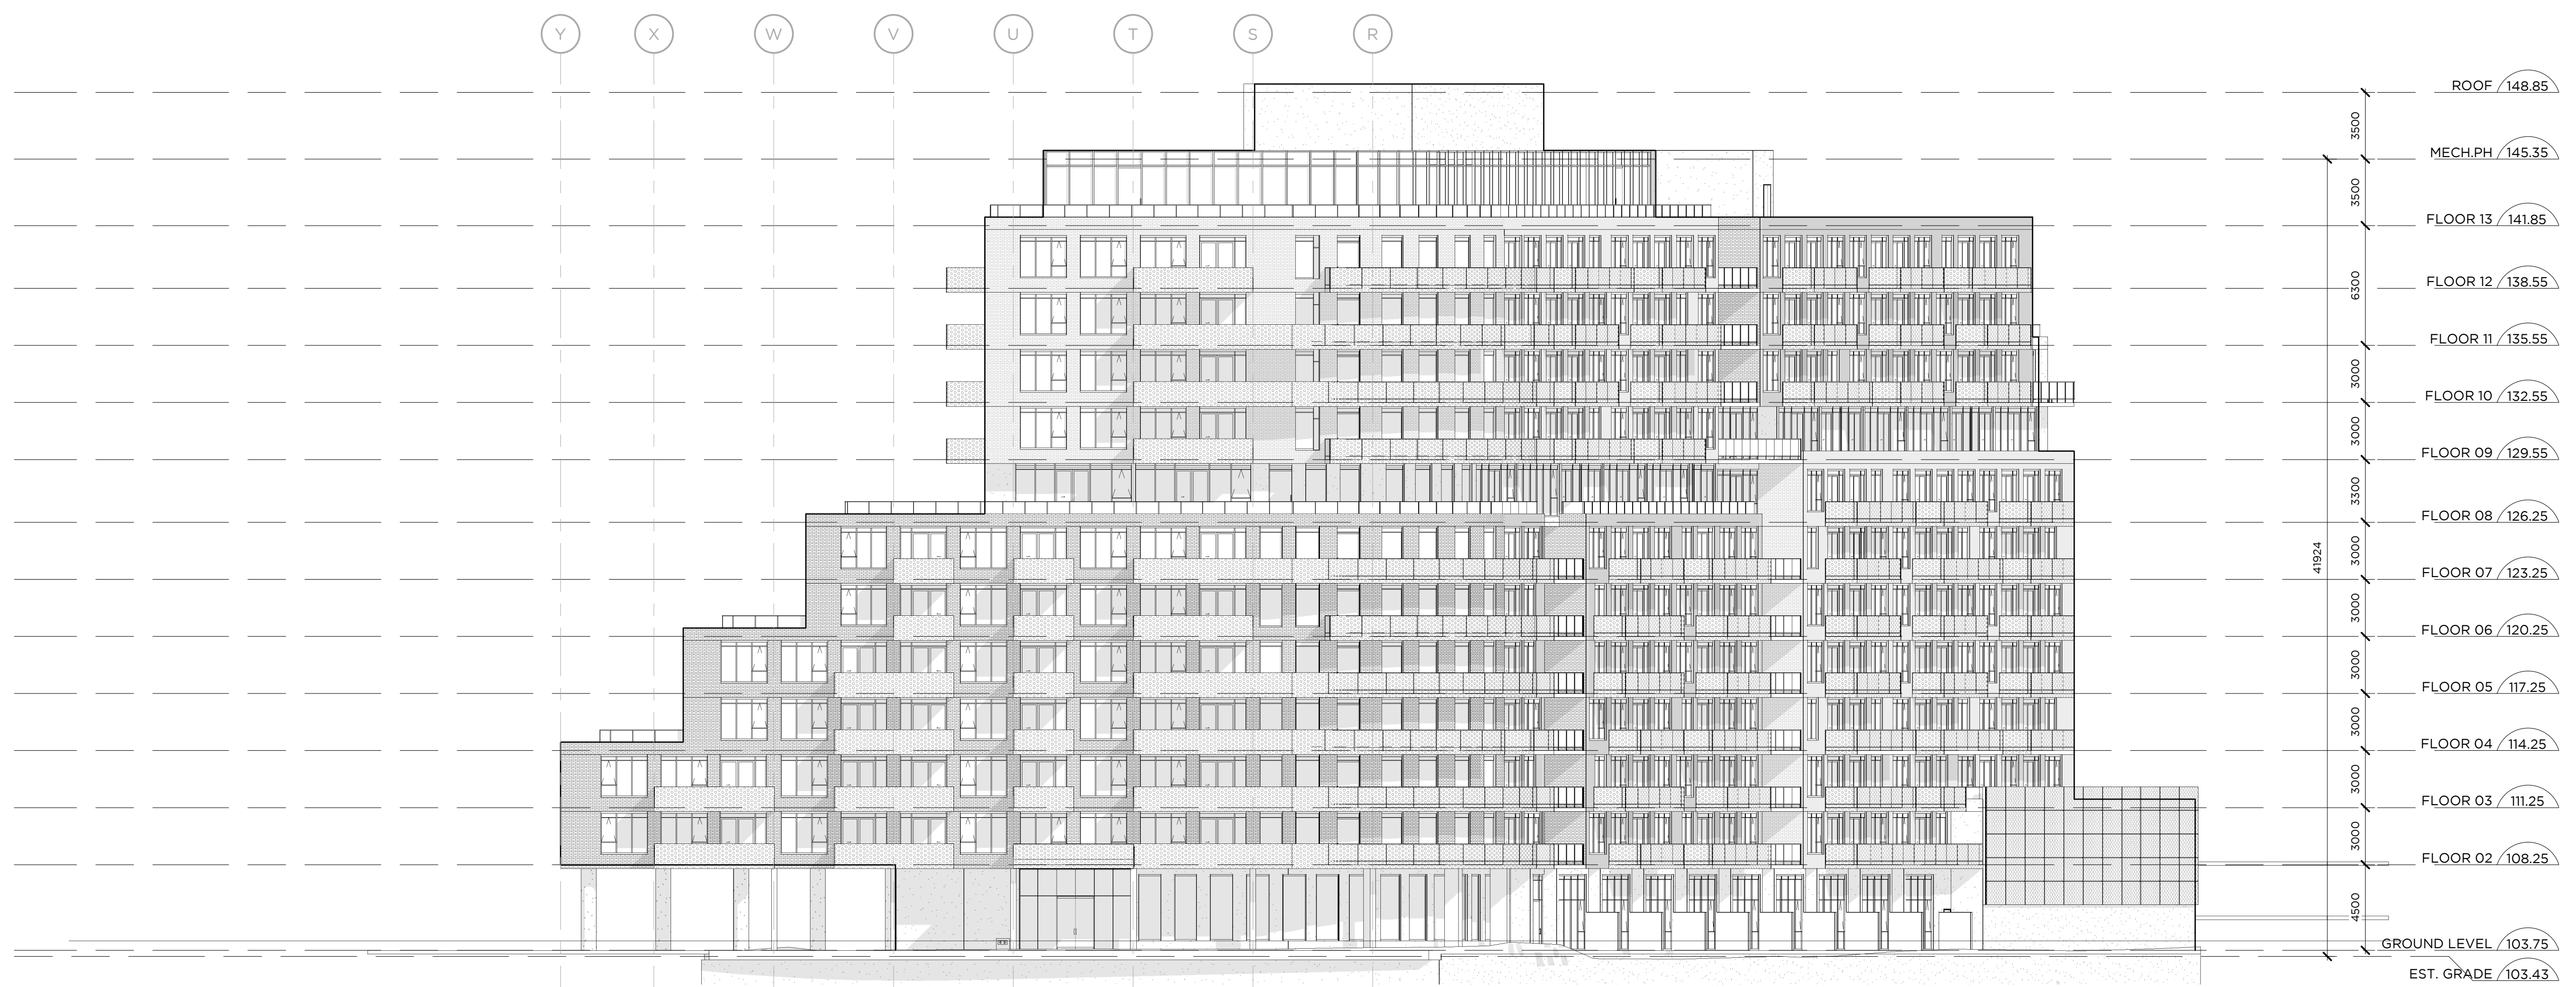 Y X W V U T S R
ROOF 148.85
3500
MECH.PH 145.35
3500
FLOOR 13 141.85
FLOOR 12 138.55
6300
FLOOR 11 135.55
3000
FLOOR 10 132.55
3000
FLOOR 09 129.55
3300
FLOOR 08 126.25
3000
41924
FLOOR 07 123.25
3000
FLOOR 06 120.25
3000
FLOOR 05 117.25
3000
FLOOR 04 114.25
3000
FLOOR 03 111.25
3000
FLOOR 02 108.25
4500
GROUND LEVEL 103.75
EST. GRADE 103.43